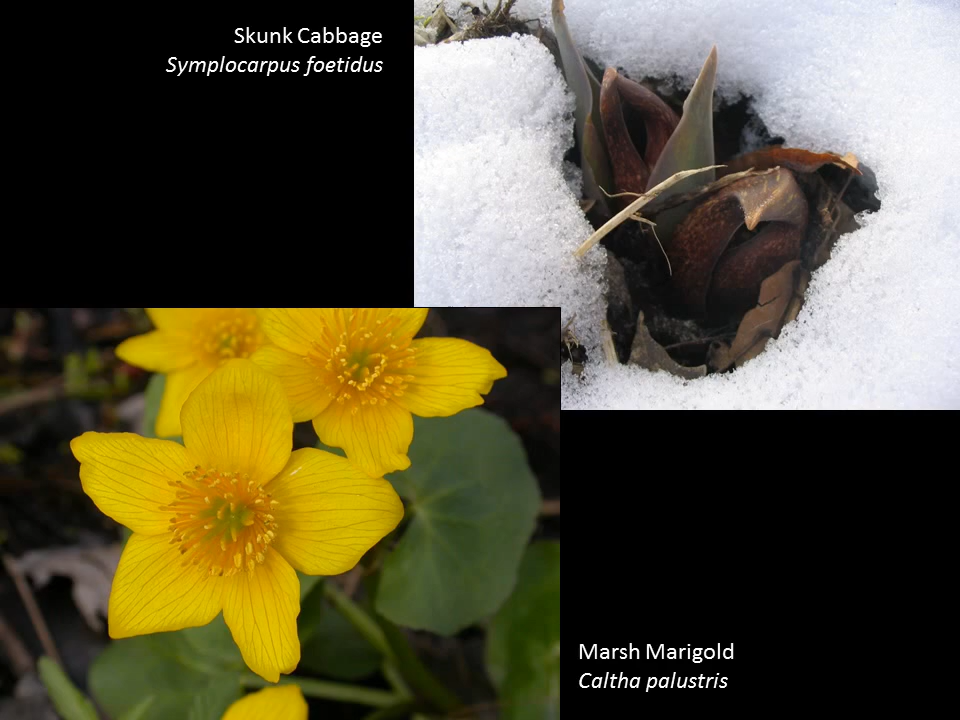 Skunk Cabbage
Symplocarpus foetidus
Marsh Marigold
Caltha palustris